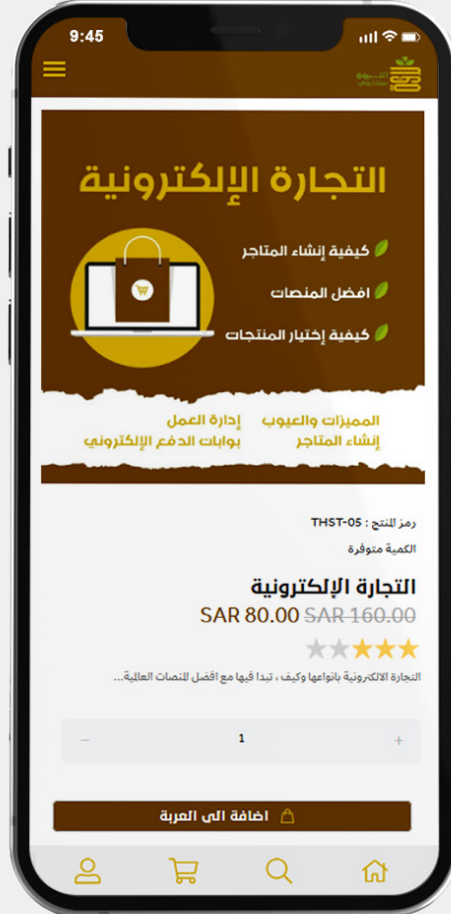 9:45
التجارة الإلكترونية
كيفية إنشاء المتاجر
افضل المنصات
كيفية إختيار المنتجات
المميزات والعيوب إدارة العمل
إنشاء المتاجر بوابات الدفع الإلكتروني
رمز المنتج : THST-05
الكمية متوفرة
التجارة الإلكترونية
SAR 80.00 SAR 160.00
التجارة الالكترونية بانواعها وكيف ، تبدا فيها مع افضل المنصات العالمية...
− 1 +
اضافة الى العربة